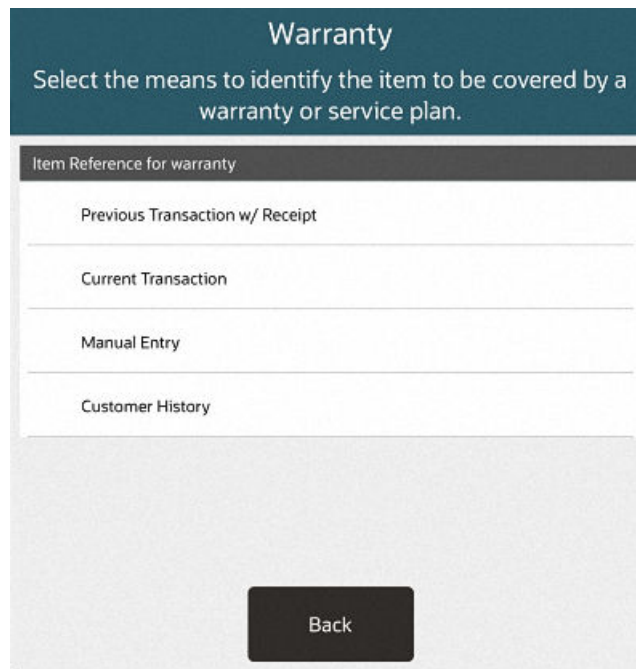 Warranty
Select the means to identify the item to be covered by a
warranty or service plan.
Item Reference for warranty
Previous Transaction w/ Receipt
Current Transaction
Manual Entry
Customer History
Back